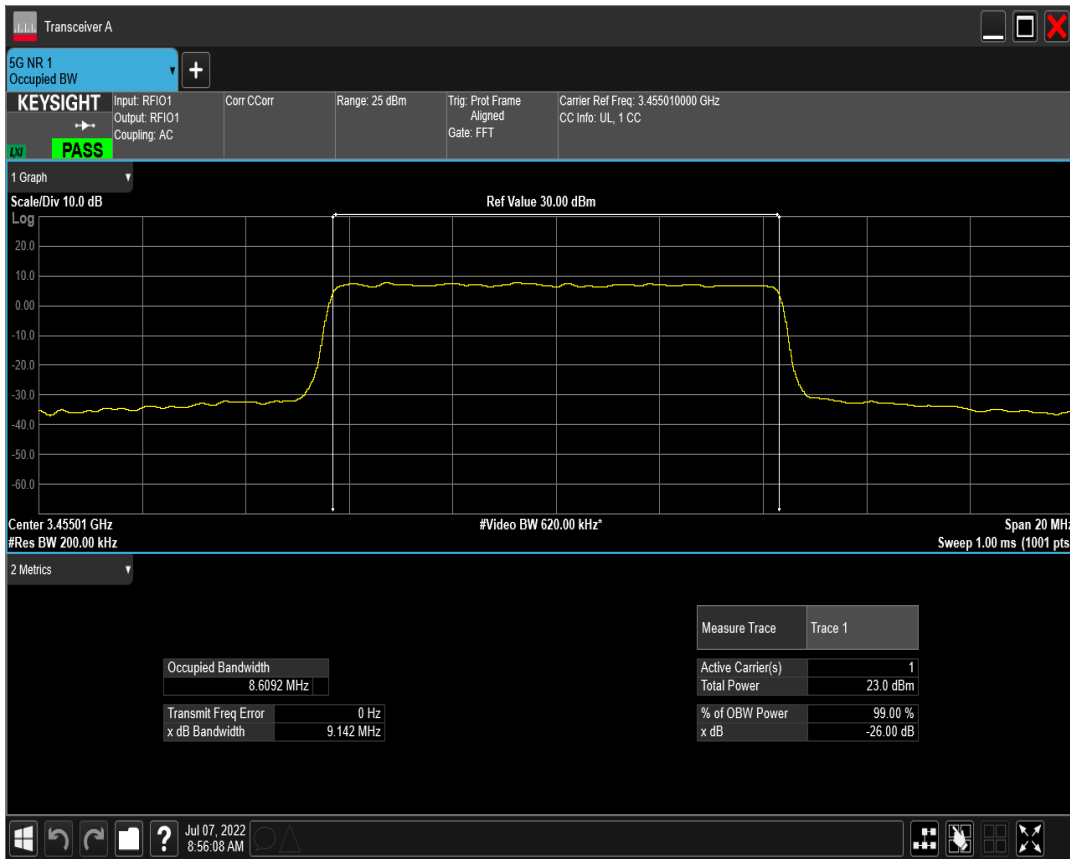 Transceiver A
5G NR 1
Occupied BW
KEYSIGHT
LXI
PASS
Input: RFIO1
Output: RFIO1
Coupling: AC
Corr CCorr
Range: 25 dBm
Trig: Prot Frame
Aligned
Gate: FFT
Carrier Ref Freq: 3.455010000 GHz
CC Info: UL, 1 CC
1 Graph
Scale/Div 10.0 dB
Ref Value 30.00 dBm
Log
20.0
10.0
0.00
-10.0
-20.0
-30.0
-40.0
-50.0
-60.0
Center 3.45501 GHz
#Video BW 620.00 kHz*
Span 20 MHz
#Res BW 200.00 kHz
Sweep 1.00 ms (1001 pts
2 Metrics
Measure Trace Trace 1
Occupied Bandwidth
8.6092 MHz
Active Carrier(s) 1
Total Power 23.0 dBm
Transmit Freq Error 0 Hz
x dB Bandwidth 9.142 MHz
% of OBW Power 99.00 %
x dB -26.00 dB
?
Jul 07, 2022
8:56:08 AM